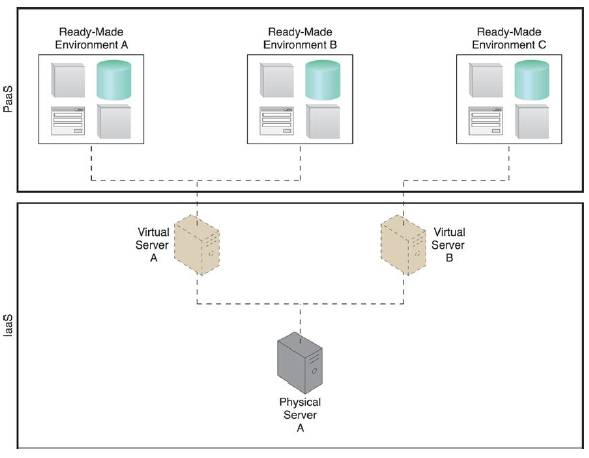 PaaS
Ready-Made
Environment A
Ready-Made
Environment B
Ready-Made
Environment C
IaaS
Virtual
Server
A
Virtual
Server
B
Physical
Server
A